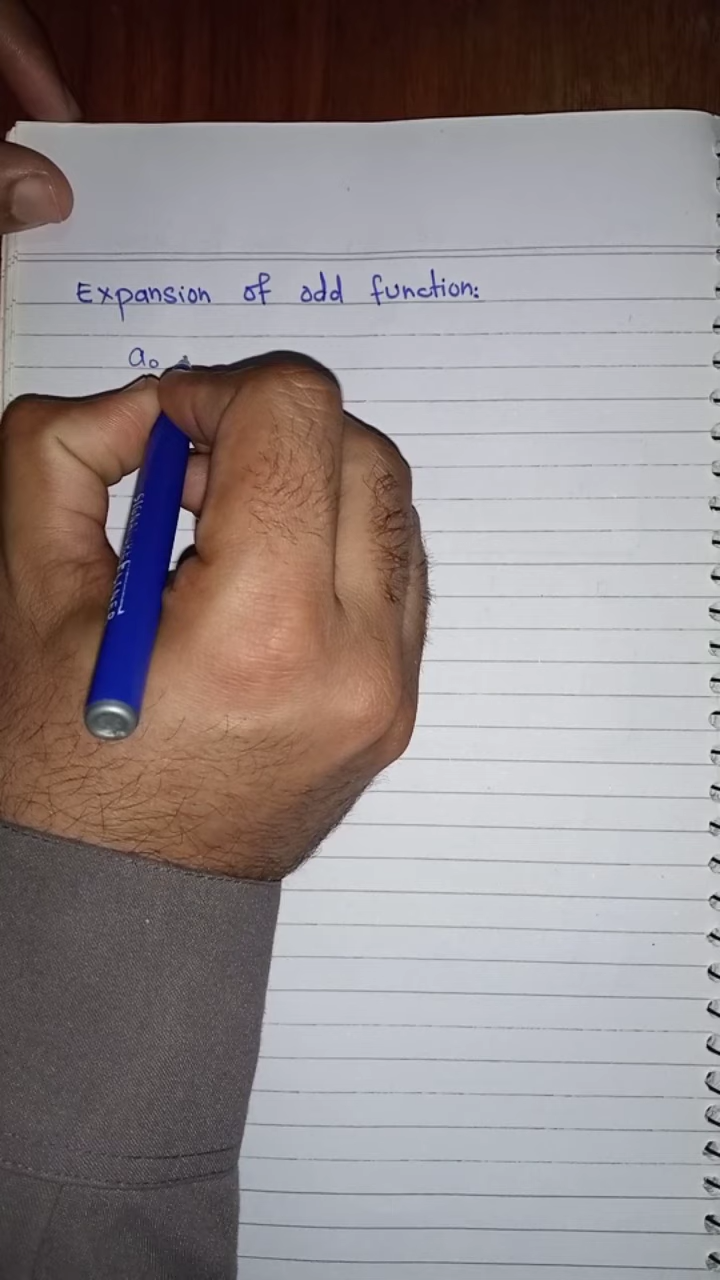 Expansion of odd function:
a₀